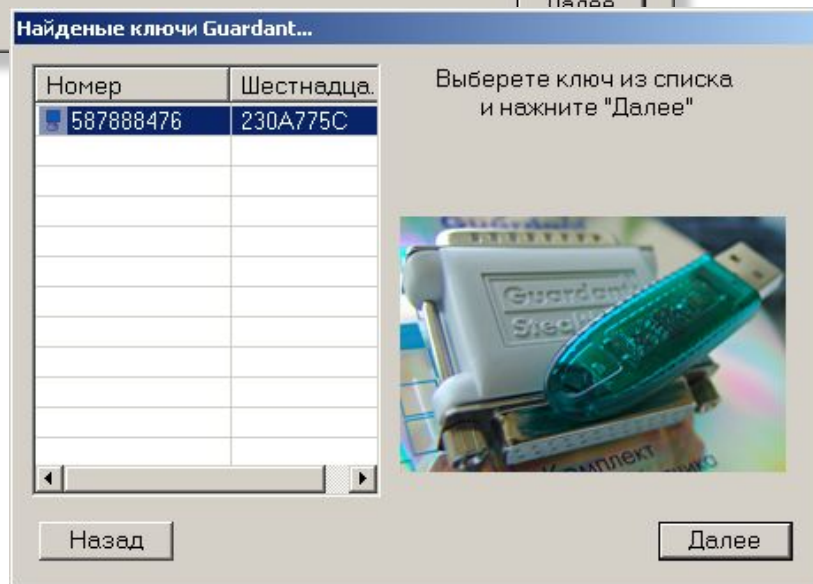 Далее
Найденые ключи Guardant...
Номер
Шестнадца.
587888476
230A775C
Выберете ключ из списка
и нажните "Далее"
Guardant
Guardant
Stealth
Комплект
Назад
Далее